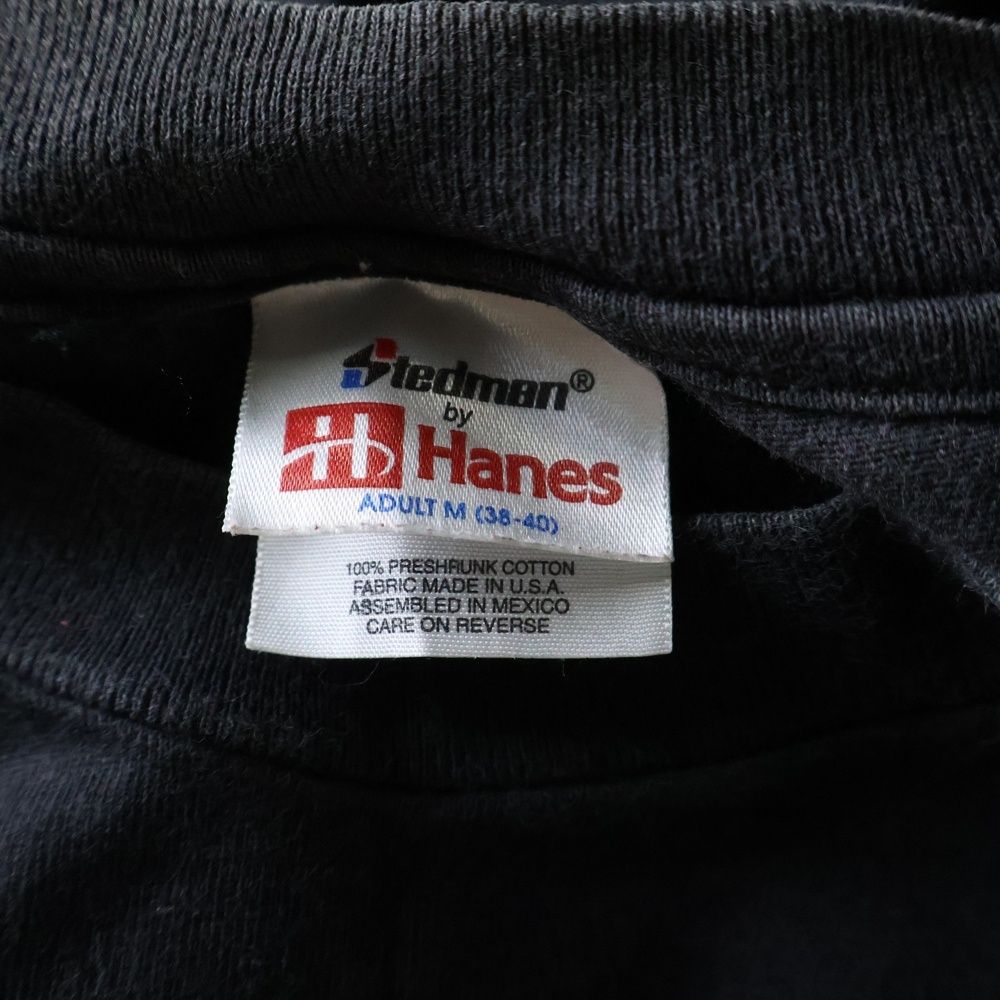 Stedman®
by
Hanes
ADULT M (38-40)
100% PRESHRUNK COTTON
FABRIC MADE IN U.S.A.
ASSEMBLED IN MEXICO
CARE ON REVERSE